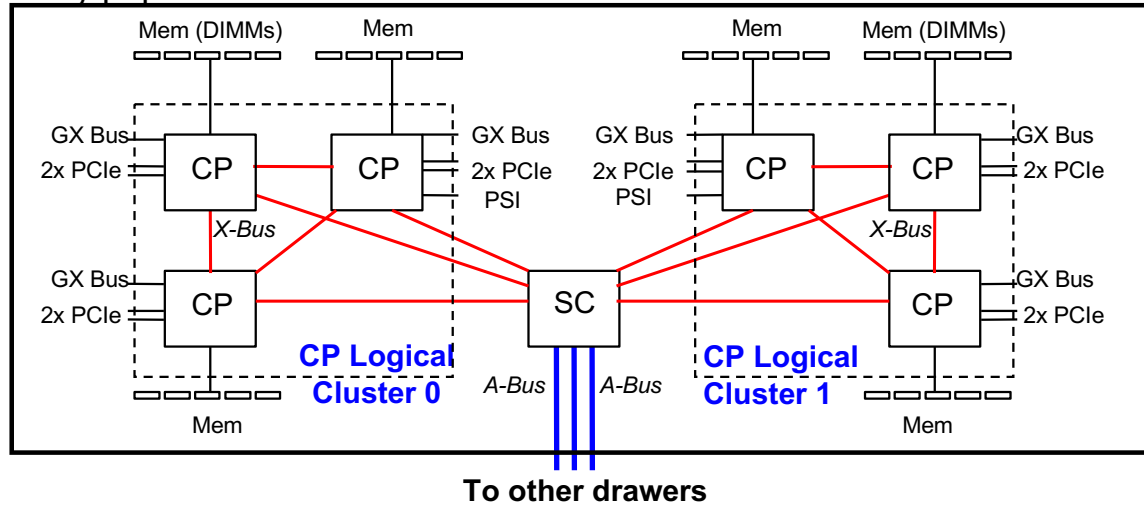 Mem (DIMMs)
Mem
Mem
Mem (DIMMs)
GX Bus
2x PCIe
CP
CP
GX Bus
2x PCIe
PSI
GX Bus
2x PCIe
PSI
CP
CP
GX Bus
2x PCIe
X-Bus
X-Bus
GX Bus
2x PCIe
CP
SC
CP
GX Bus
2x PCIe
CP Logical
Cluster 0
A-Bus
A-Bus
CP Logical
Cluster 1
Mem
Mem
To other drawers